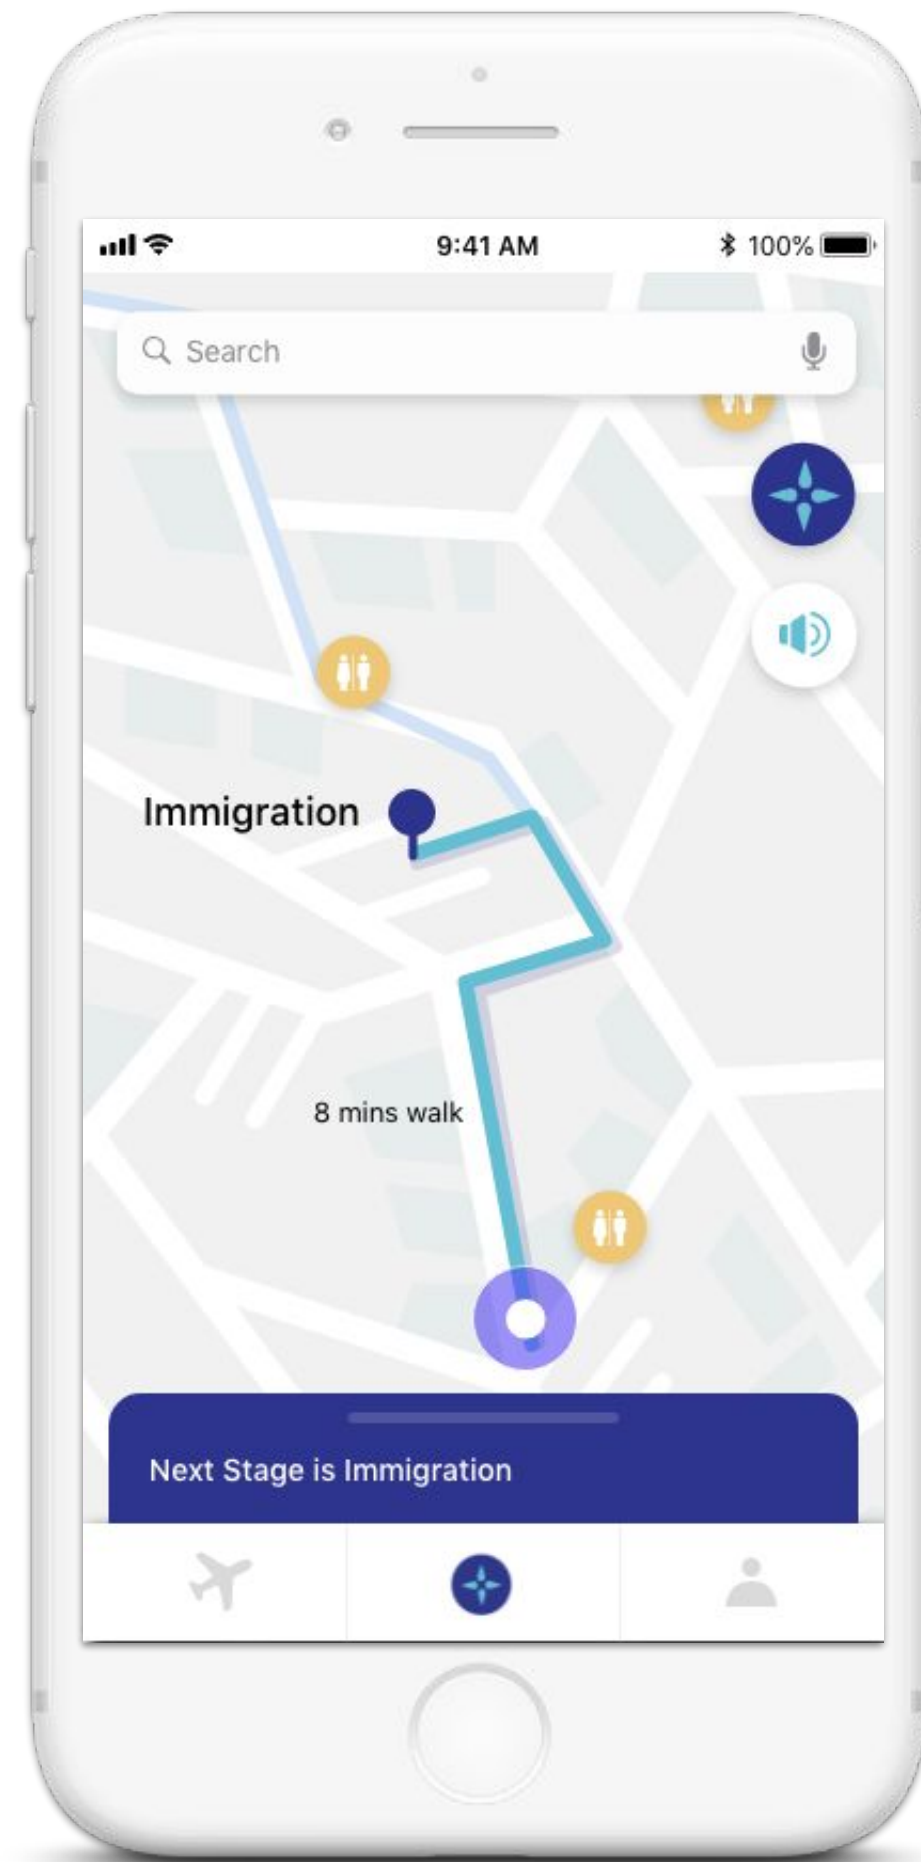 9:41 AM
100%
Search
Immigration
8 mins walk
Next Stage is Immigration